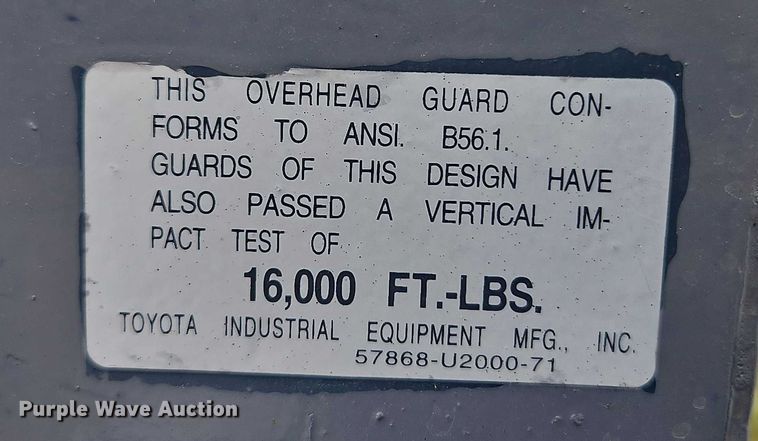 THIS OVERHEAD GUARD CON-
FORMS TO ANSI. B56.1.
GUARDS OF THIS DESIGN HAVE
ALSO PASSED A VERTICAL IM-
PACT TEST OF
16,000 FT.-LBS.
TOYOTA INDUSTRIAL EQUIPMENT MFG., INC.
57868-U2000-71
Purple Wave Auction